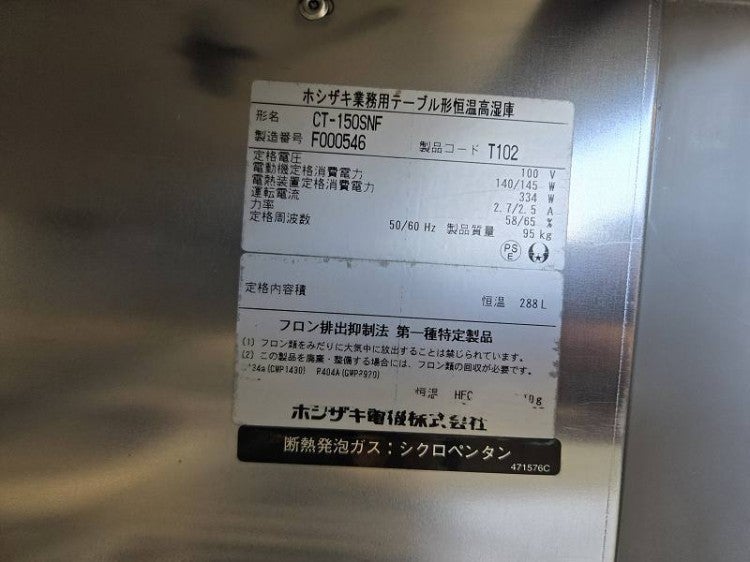 ホシザキ業務用テーブル形恒温高湿庫
形名 CT-150SNF
製造番号 F000546 製品コード T102
定格電圧 100 V
電動機定格消費電力 140/145 W
電熱装置定格消費電力 334 W
運転電流 2.7/2.5 A
力率 58/65 %
定格周波数 50/60 Hz 製品質量 95 kg
PS
E
定格内容積 恒温 288 L
フロン排出抑制法 第一種特定製品
(1) フロン類をみだりに大気中に放出することは禁じられています。
(2) この製品を廃棄・整備する場合には、フロン類の回収が必要です。
34a(GWP1430) R404A(GWP3970)
恒温 HFC 0g
ホシザキ電機株式会社
断熱発泡ガス：シクロペンタン
471576C